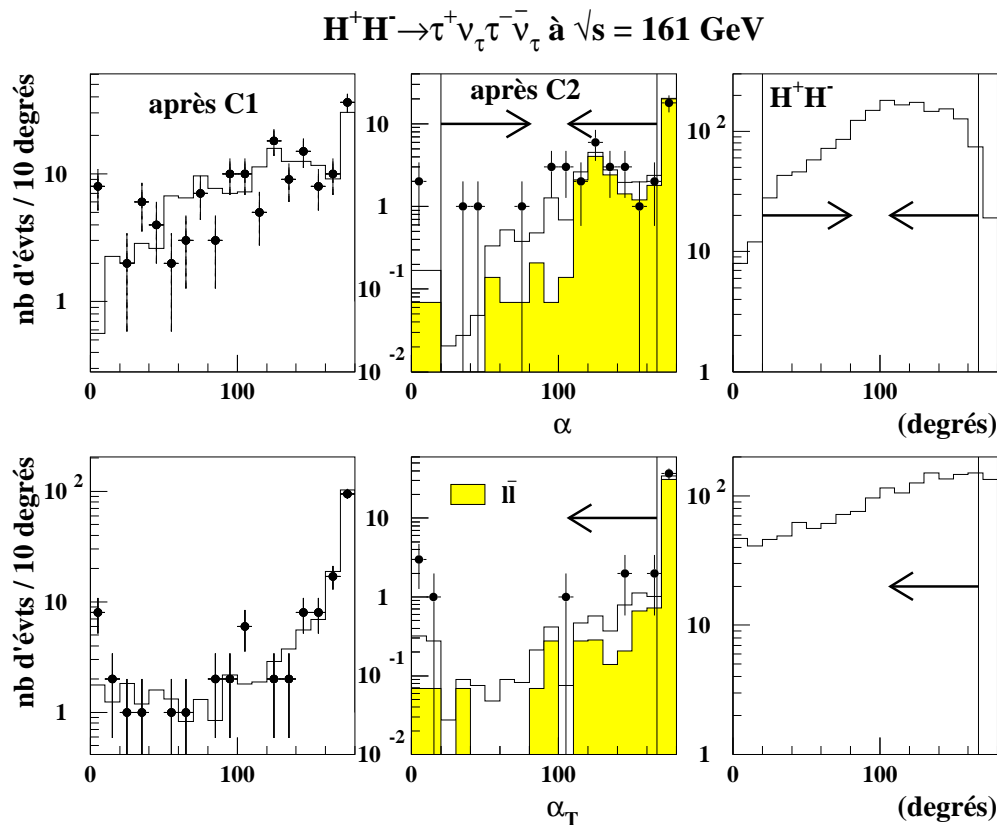 H⁺H⁻→τ⁺ν_ττ⁻ν̄_τ à √s = 161 GeV
après C1
après C2
H⁺H⁻
nb d'évts / 10 degrés
10
1
0
100
10
1
10⁻¹
10⁻²
0
100
α
10²
10
1
0
100
(degrés)
nb d'évts / 10 degrés
10²
10
1
0
100
ll̄
10
1
10⁻¹
10⁻²
0
100
α_T
10²
10
1
0
100
(degrés)